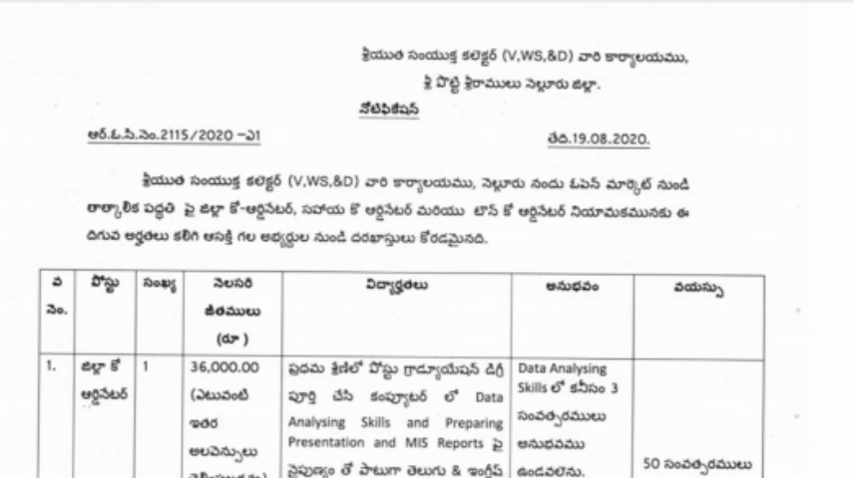 శ్రీయుత సంయుక్త కలెక్టర్ (V,WS,&D) వారి కార్యాలయము,
శ్రీ పొట్టి శ్రీరాములు నెల్లూరు జిల్లా.
నోటిఫికేషన్
ఆర్.ఓ.సి.నెం.2115/2020 –ఎ1 తేది.19.08.2020.
శ్రీయుత సంయుక్త కలెక్టర్ (V,WS,&D) వారి కార్యాలయము, నెల్లూరు నందు ఓపెన్ మార్కెట్ నుండి
తాత్కాలిక పద్ధతి పై జిల్లా కో-ఆర్డినేటర్, సహాయ కొ ఆర్డినేటర్ మరియు టౌన్ కో ఆర్డినేటర్ నియామకమునకు ఈ
దిగువ అర్హతలు కలిగి ఆసక్తి గల అభ్యర్థుల నుండి దరఖాస్తులు కోరడమైనది.
వ నెం.
పోస్టు
సంఖ్య
నెలసరి
జీతములు
(రూ )
విద్యార్హతలు
అనుభవం
వయస్సు
1.
జిల్లా కో
ఆర్డినేటర్
1
36,000.00
(ఎటువంటి
ఇతర
అలవెన్సులు
ప్రథమ శ్రేణిలో పోస్టు గ్రాడ్యూయేషన్ డిగ్రీ
పూర్తి చేసి కంప్యూటర్ లో Data
Analysing Skills and Preparing
Presentation and MIS Reports పై
నైపుణ్యం తో పాటుగా తెలుగు & ఇంగ్లీష్
Data Analysing
Skills లో కనీసం 3
సంవత్సరములు
అనుభవము
ఉండవలెను.
50 సంవత్సరములు